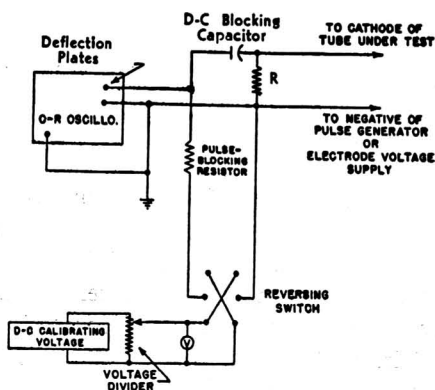 D-C Blocking
Capacitor
TO CATHODE OF
TUBE UNDER TEST
Deflection
Plates
R
O-R OSCILLO.
TO NEGATIVE OF
PULSE GENERATOR
OR
ELECTRODE VOLTAGE
SUPPLY
PULSE-
BLOCKING
RESISTOR
REVERSING
SWITCH
D-C CALIBRATING
VOLTAGE
V
VOLTAGE
DIVIDER